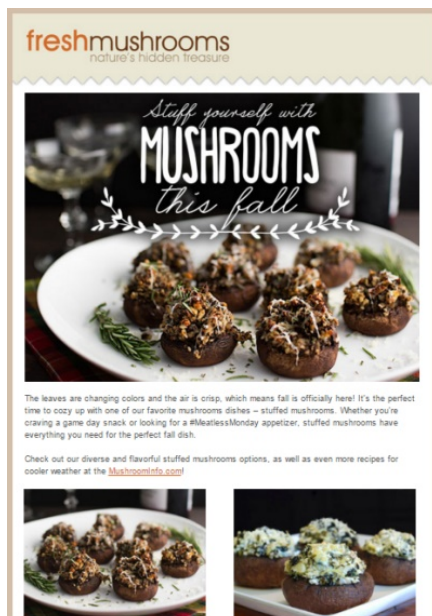 freshmushrooms
nature's hidden treasure
Stuff yourself with
MUSHROOMS
this fall
The leaves are changing colors and the air is crisp, which means fall is officially here! It's the perfect
time to cozy up with one of our favorite mushrooms dishes – stuffed mushrooms. Whether you're
craving a game day snack or looking for a #MeatlessMonday appetizer, stuffed mushrooms have
everything you need for the perfect fall dish.
Check out our diverse and flavorful stuffed mushrooms options, as well as even more recipes for
cooler weather at the MushroomInfo.com!